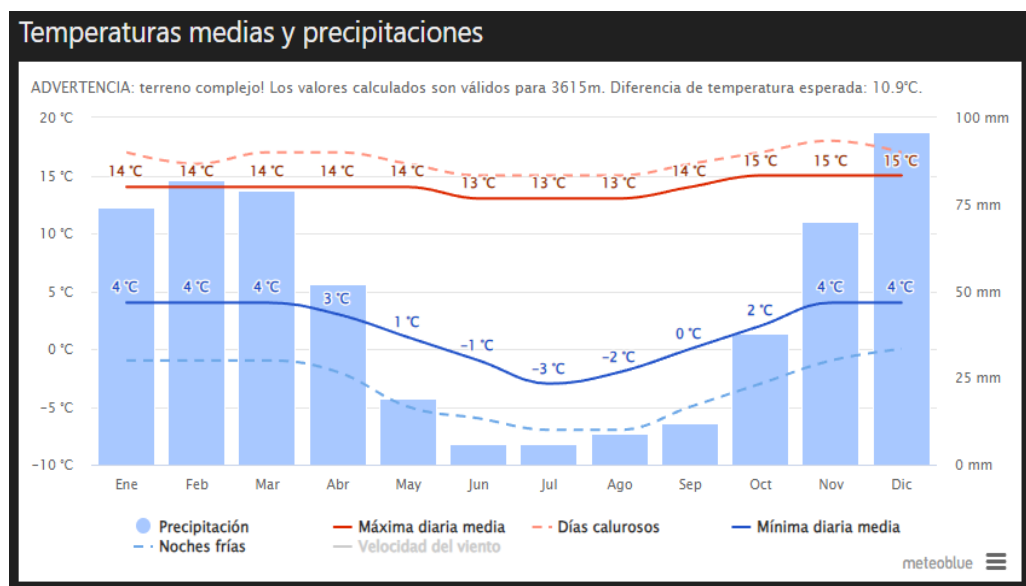 Temperaturas medias y precipitaciones
ADVERTENCIA: terreno complejo! Los valores calculados son válidos para 3615m. Diferencia de temperatura esperada: 10.9°C.
20 °C 100 mm
14 °C 14 °C 14 °C 14 °C 14 °C 13 °C 13 °C 13 °C 14 °C 15 °C 15 °C 15 °C
15 °C
75 mm
10 °C
5 °C 50 mm
4 °C 4 °C 4 °C 3 °C 1 °C −1 °C −3 °C −2 °C 0 °C 2 °C 4 °C 4 °C
0 °C
25 mm
−5 °C
−10 °C 0 mm
Ene Feb Mar Abr May Jun Jul Ago Sep Oct Nov Dic
Precipitación Máxima diaria media Días calurosos Mínima diaria media
Noches frías Velocidad del viento
meteoblue